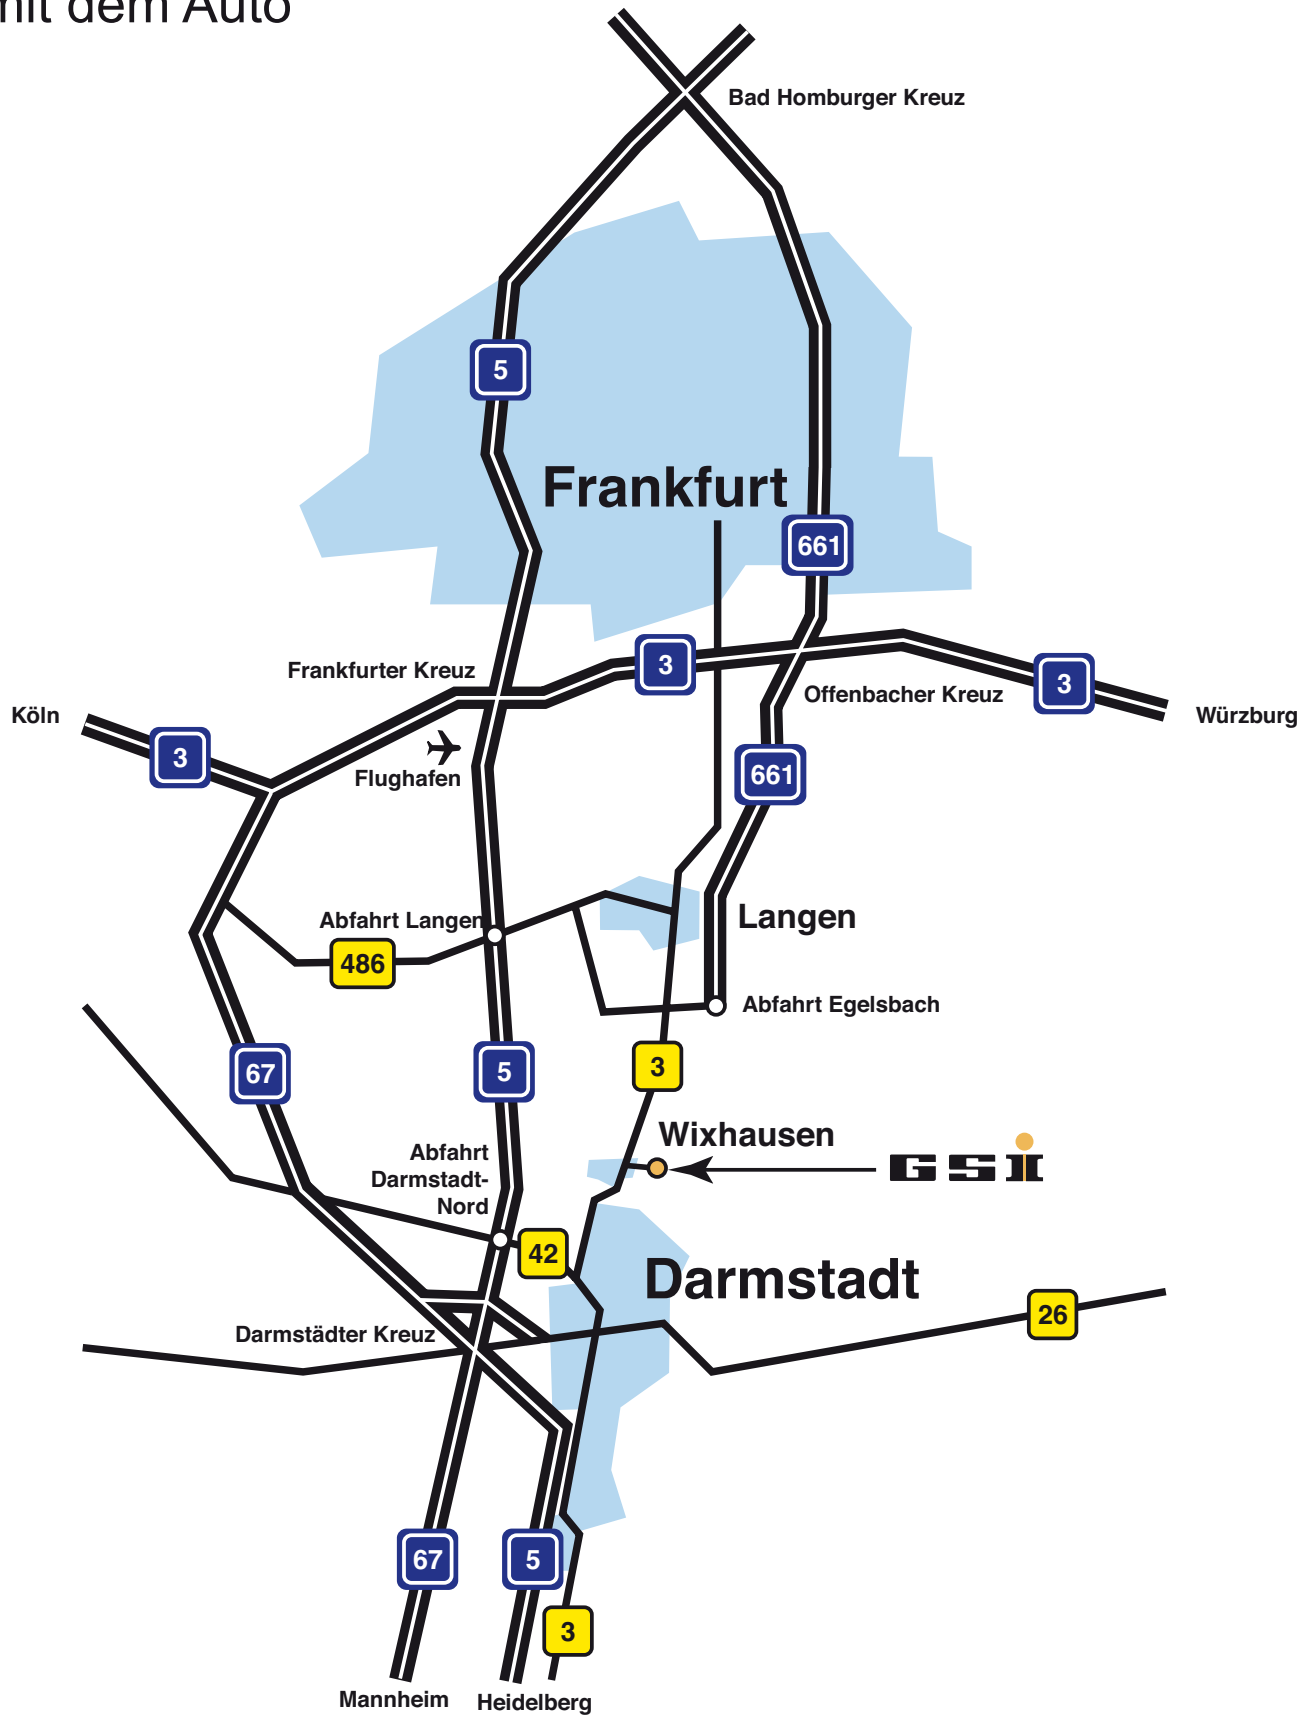 mit dem Auto
Bad Homburger Kreuz
5
Frankfurt
661
Frankfurter Kreuz
3
Offenbacher Kreuz
3
Köln
Würzburg
3
Flughafen
661
Abfahrt Langen
Langen
486
Abfahrt Egelsbach
67
5
3
Wixhausen
GSI
Abfahrt
Darmstadt-
Nord
42
Darmstadt
26
Darmstädter Kreuz
67
5
3
Mannheim
Heidelberg